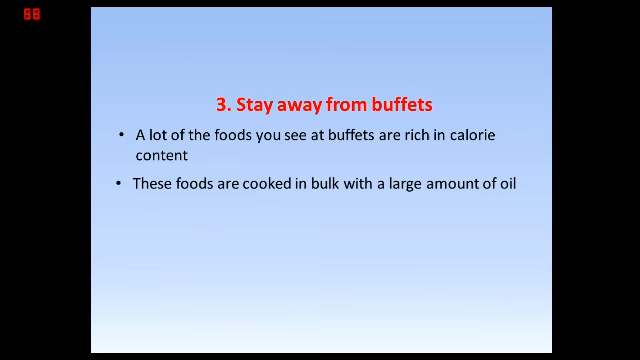 98
3. Stay away from buffets
• A lot of the foods you see at buffets are rich in calorie
content
• These foods are cooked in bulk with a large amount of oil